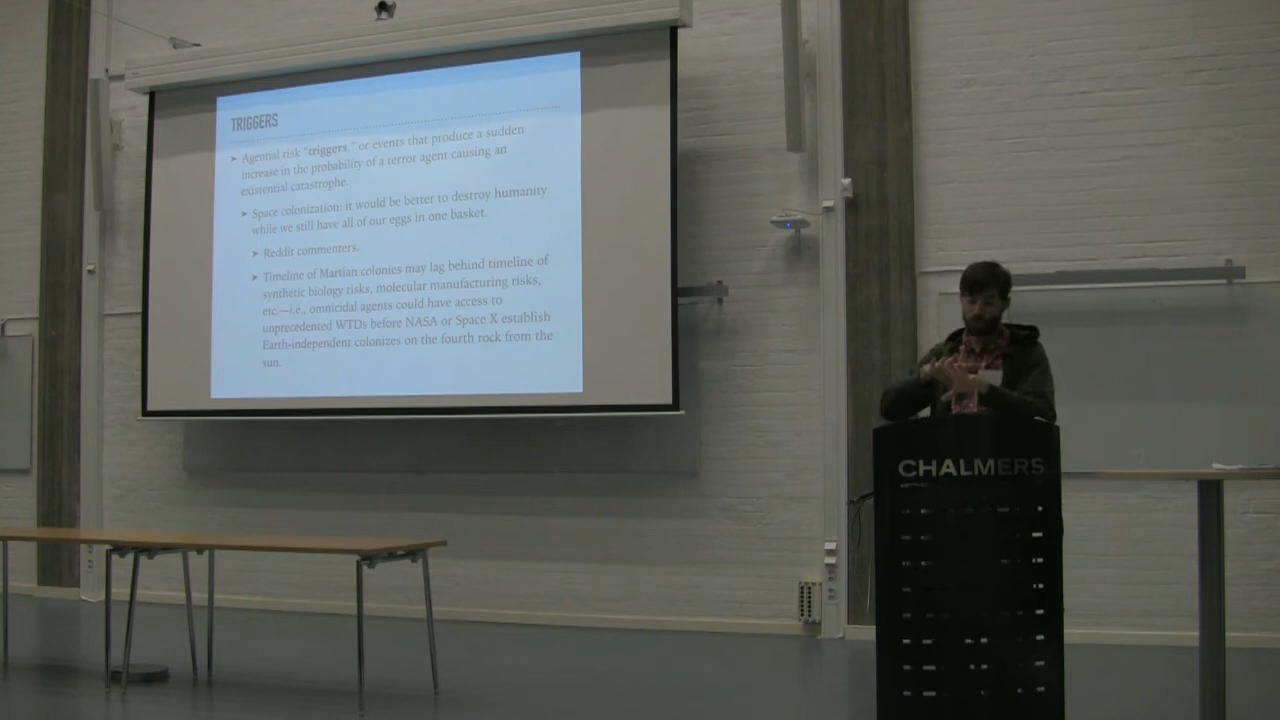 TRIGGERS
➤ Agential risk "triggers," or events that produce a sudden
increase in the probability of a terror agent causing an
existential catastrophe.
➤ Space colonization: it would be better to destroy humanity
while we still have all of our eggs in one basket.
➤ Reddit commenters.
➤ Timeline of Martian colonies may lag behind timeline of
synthetic biology risks, molecular manufacturing risks,
etc.—i.e., omnicidal agents could have access to
unprecedented WTDs before NASA or Space X establish
Earth-independent colonizes on the fourth rock from the
sun.
CHALMERS